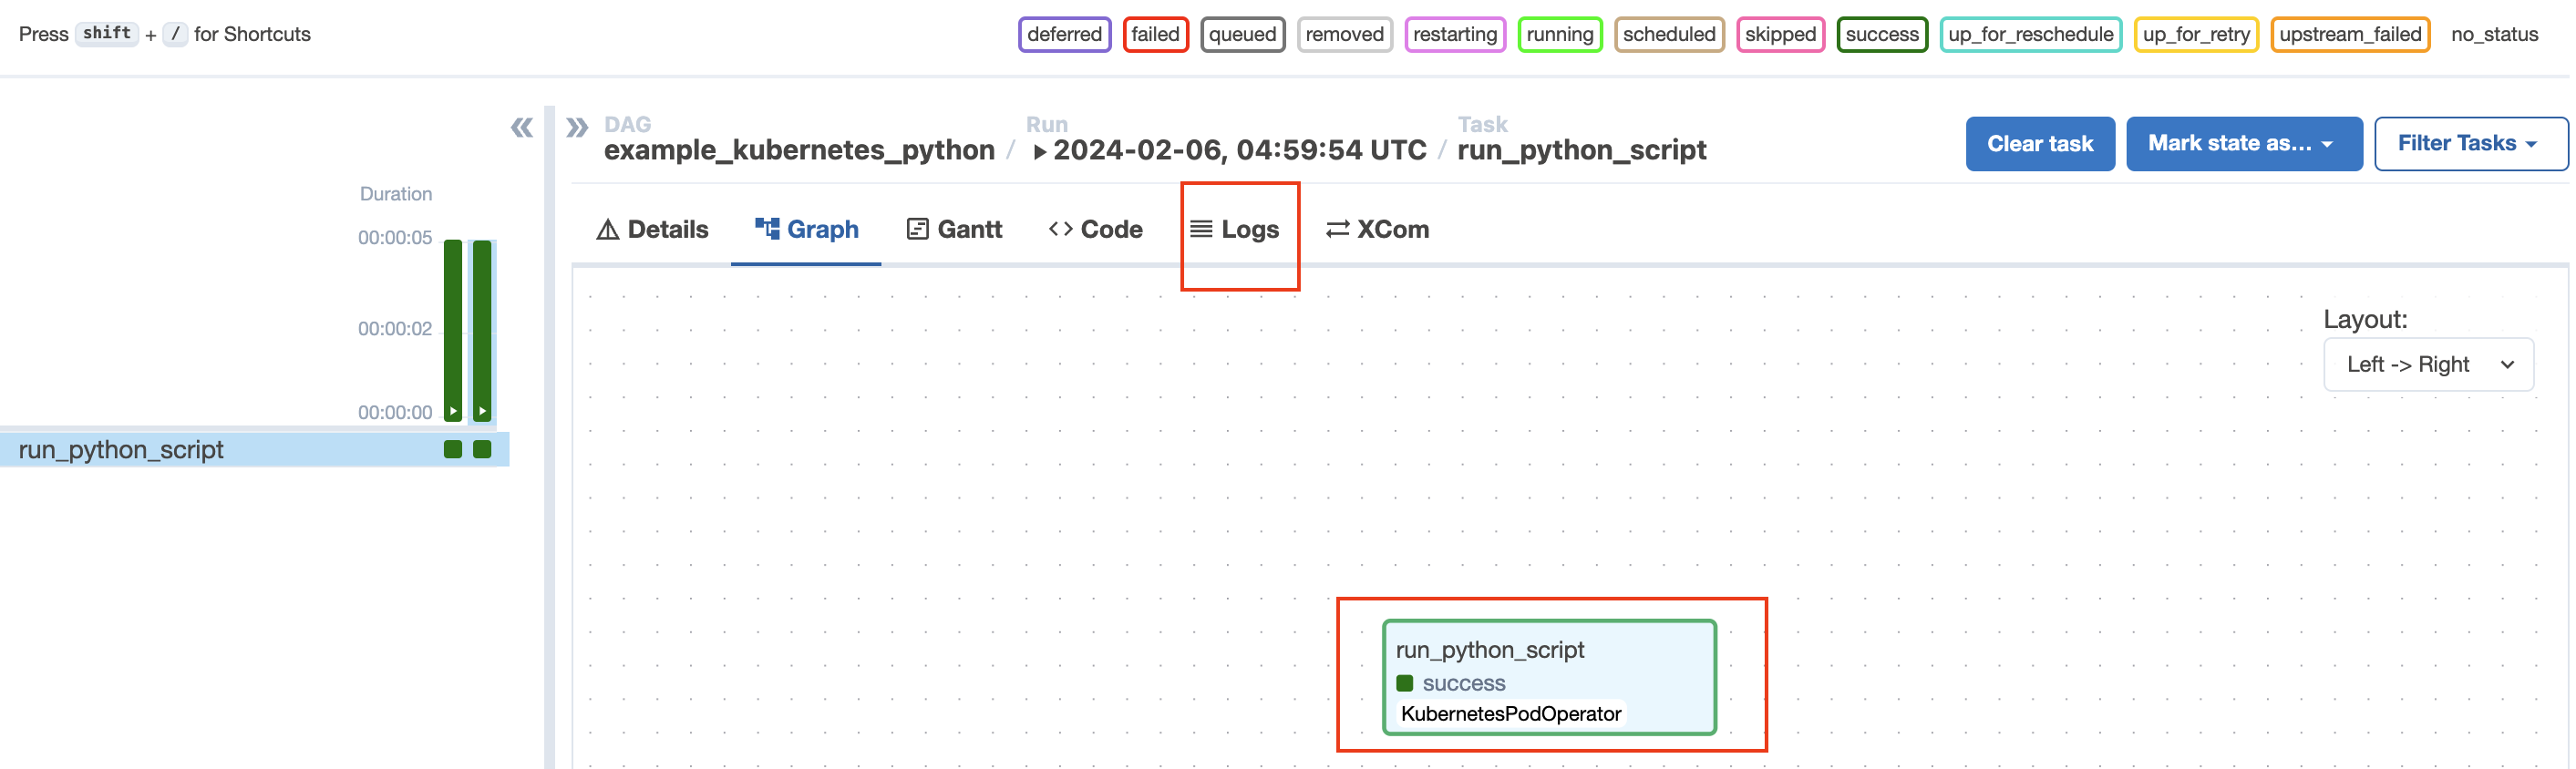 Press shift + / for Shortcuts
deferred failed queued removed restarting running scheduled skipped success up_for_reschedule up_for_retry upstream_failed no_status
DAG
example_kubernetes_python
/
Run
2024-02-06, 04:59:54 UTC
/
Task
run_python_script
Clear task
Mark state as...
Filter Tasks
Duration
00:00:05
00:00:02
00:00:00
run_python_script
Details
Graph
Gantt
Code
Logs
XCom
Layout:
Left -> Right
run_python_script
success
KubernetesPodOperator